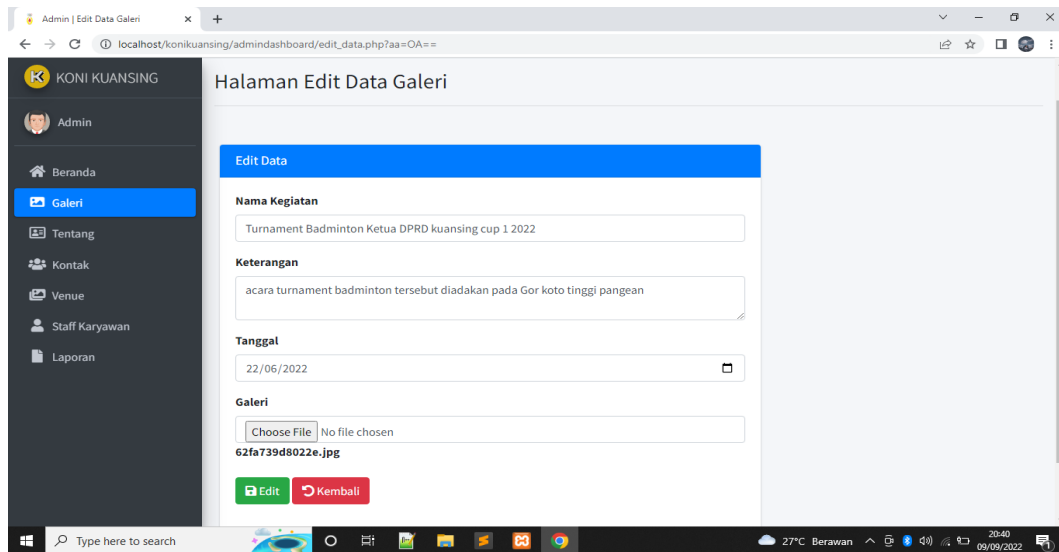 Admin | Edit Data Galeri
localhost/konikuansing/admindashboard/edit_data.php?aa=OA==
KONI KUANSING
Halaman Edit Data Galeri
Admin
Beranda
Galeri
Tentang
Kontak
Venue
Staff Karyawan
Laporan
Edit Data
Nama Kegiatan
Turnament Badminton Ketua DPRD kuansing cup 1 2022
Keterangan
acara turnament badminton tersebut diadakan pada Gor koto tinggi pangean
Tanggal
22/06/2022
Galeri
Choose File No file chosen
62fa739d8022e.jpg
Edit Kembali
Type here to search
27°C Berawan
20:40
09/09/2022